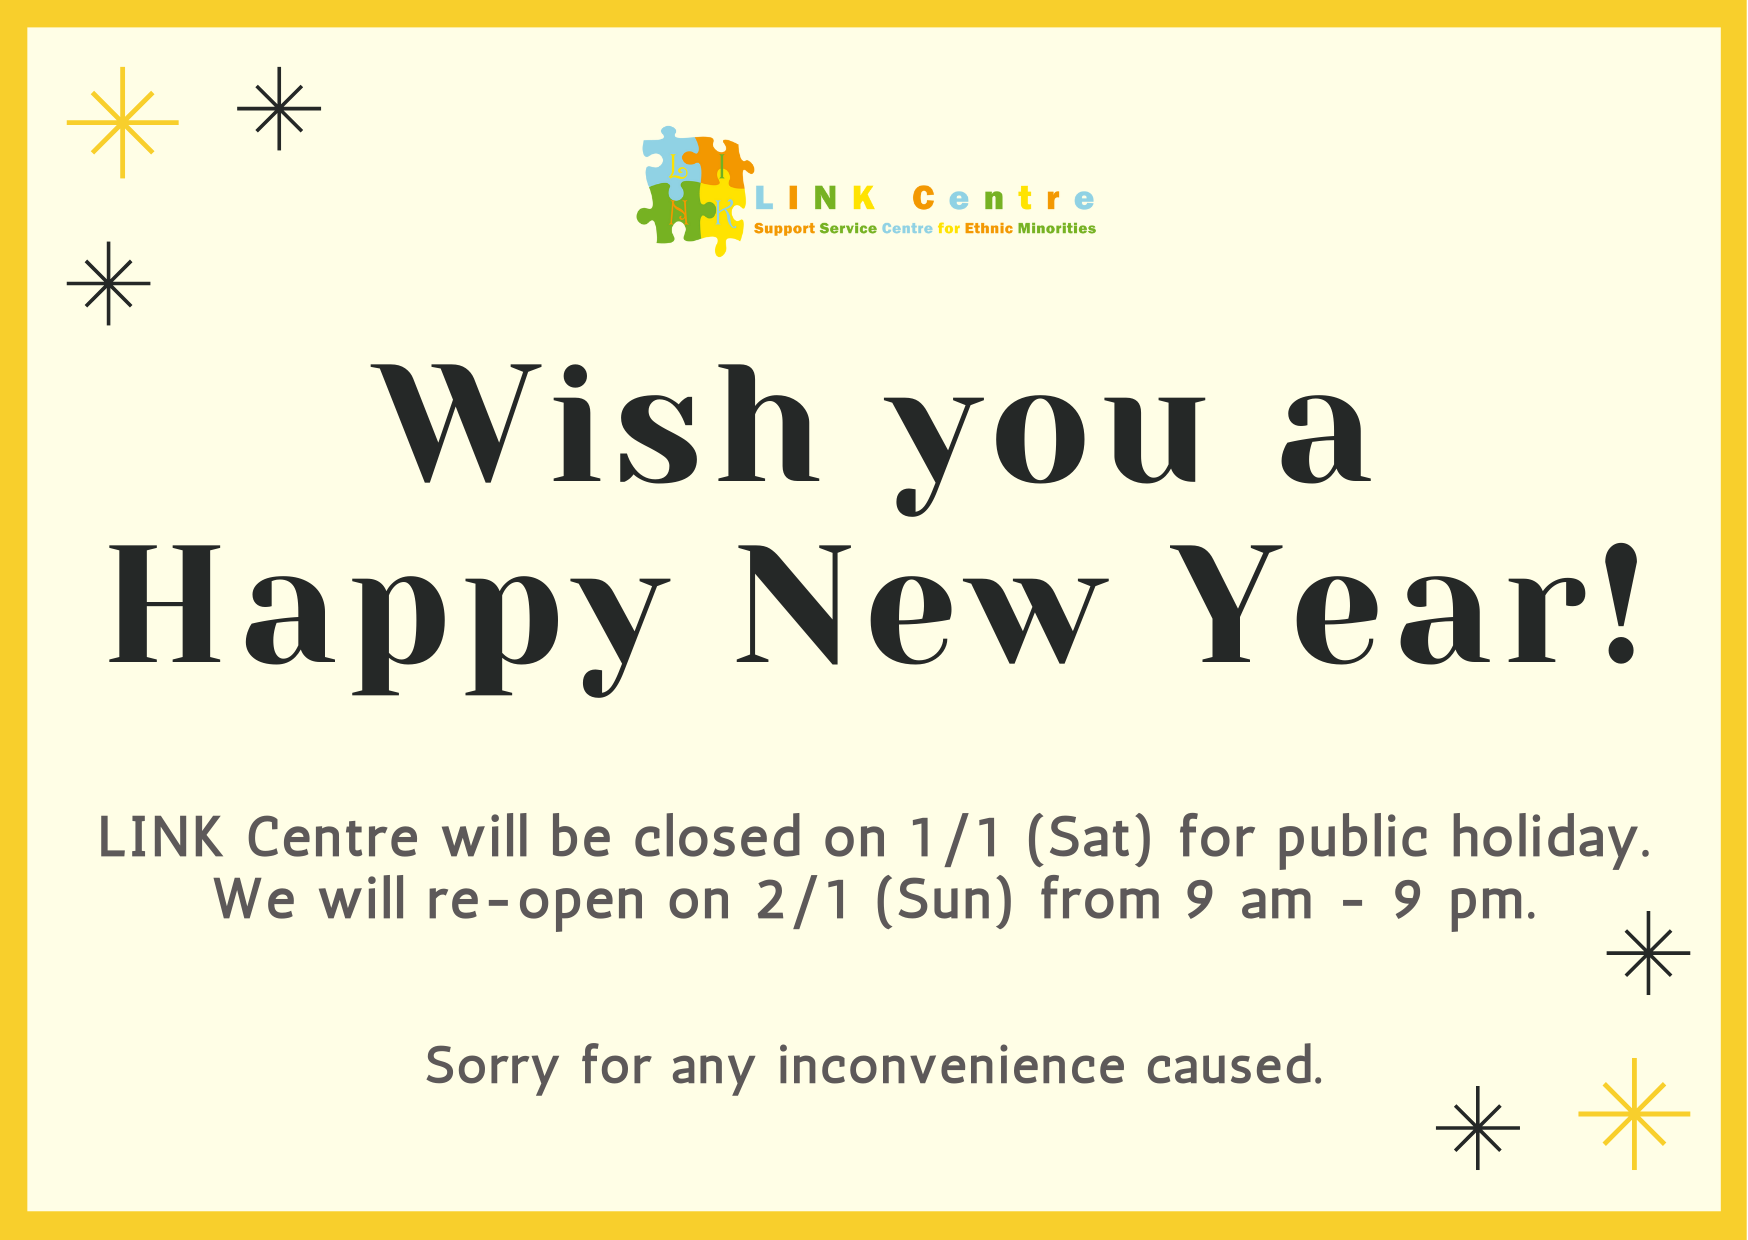 L I
N K
LINK Centre
Support Service Centre for Ethnic Minorities
Wish you a
Happy New Year!
LINK Centre will be closed on 1/1 (Sat) for public holiday.
We will re-open on 2/1 (Sun) from 9 am - 9 pm.
Sorry for any inconvenience caused.